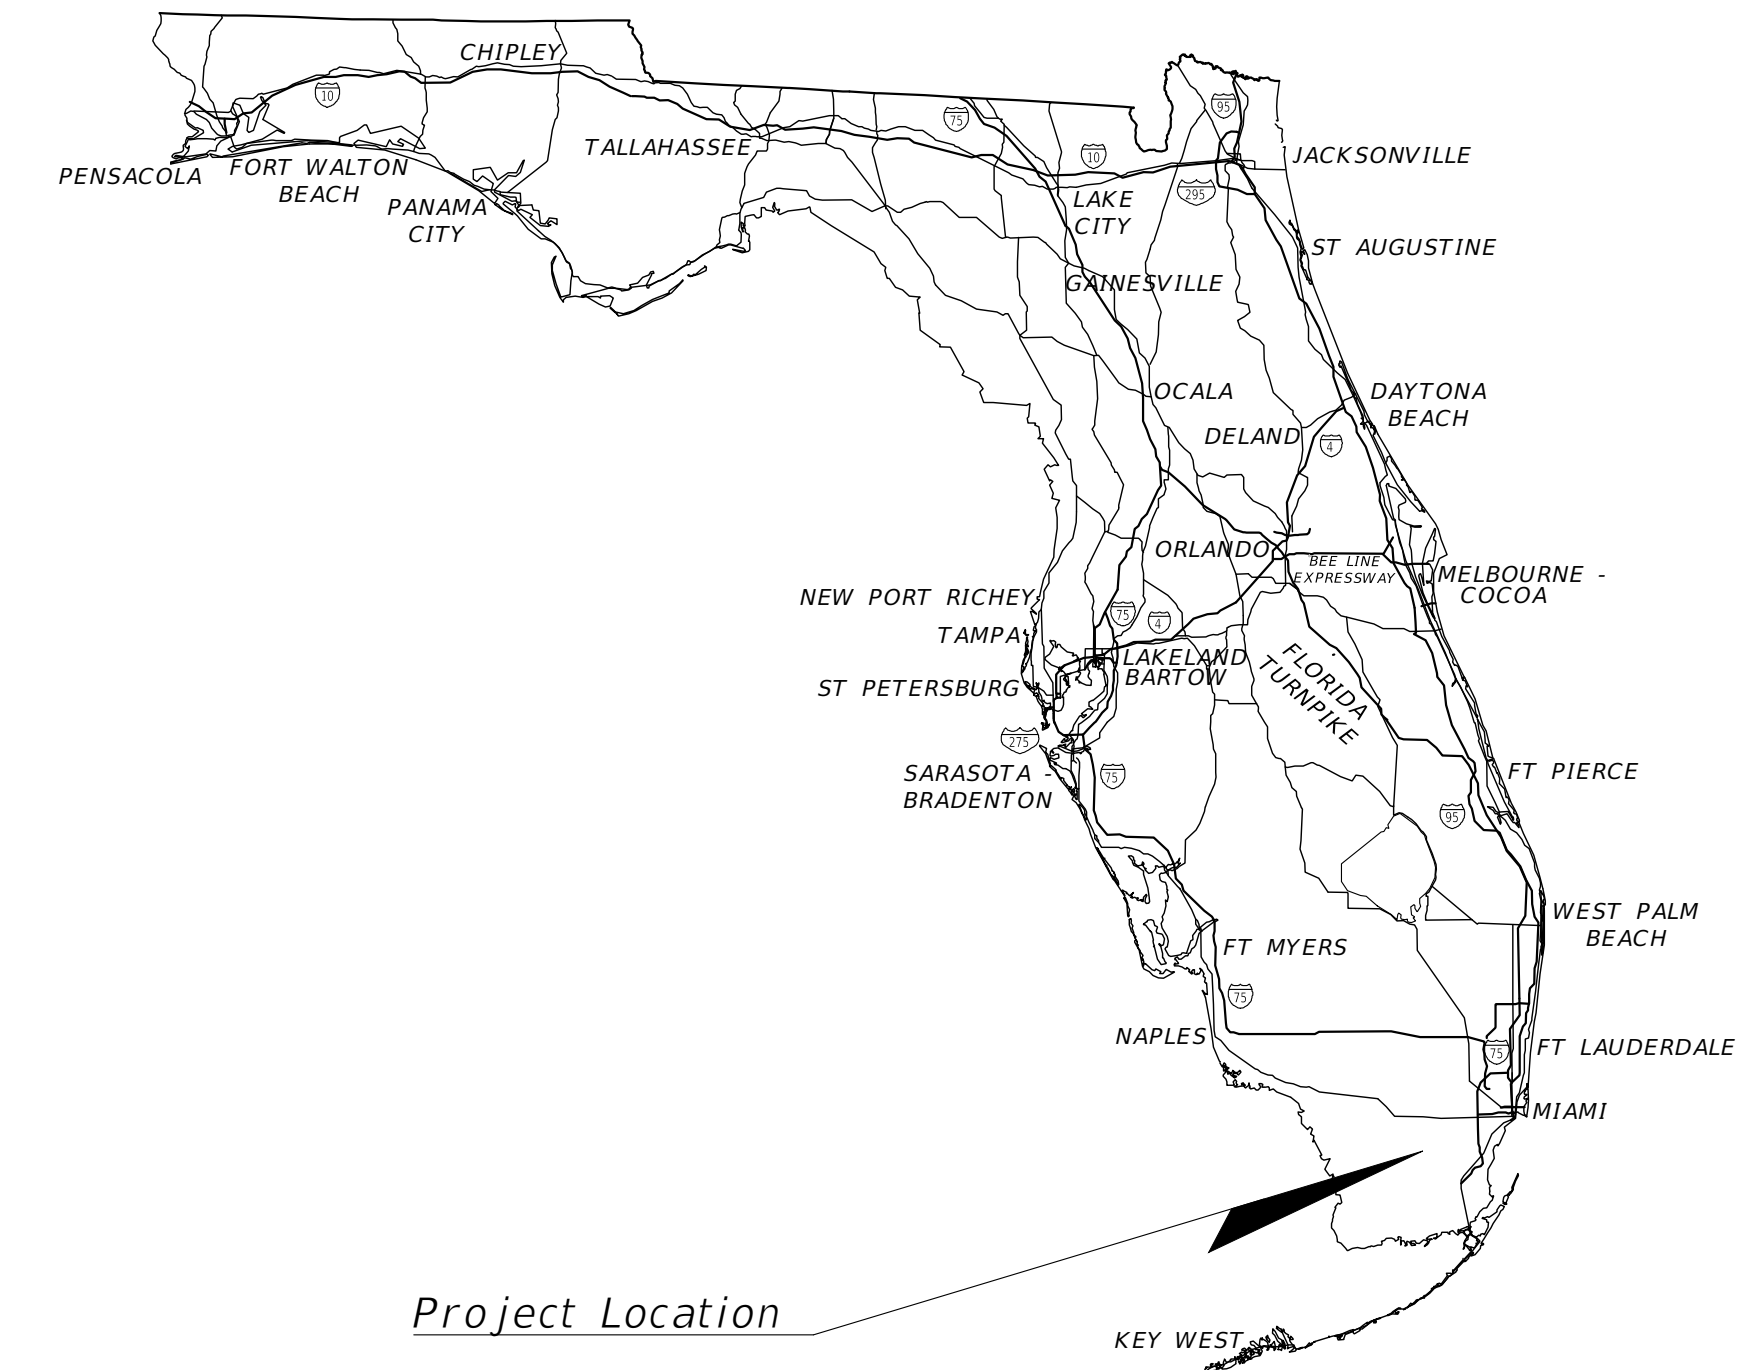 CHIPLEY
10
75
95
TALLAHASSEE
10
JACKSONVILLE
PENSACOLA
FORT WALTON
BEACH
PANAMA
CITY
295
LAKE
CITY
ST AUGUSTINE
GAINESVILLE
OCALA
DAYTONA
BEACH
DELAND
4
ORLANDO
BEE LINE
EXPRESSWAY
MELBOURNE -
COCOA
NEW PORT RICHEY
75
4
TAMPA
LAKELAND
BARTOW
FLORIDA
TURNPIKE
ST PETERSBURG
275
SARASOTA -
BRADENTON
75
FT PIERCE
95
WEST PALM
BEACH
FT MYERS
75
NAPLES
75
FT LAUDERDALE
MIAMI
Project Location
KEY WEST